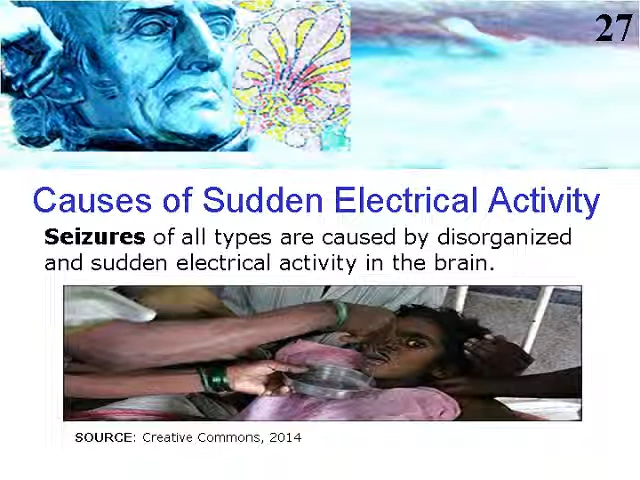 27
Causes of Sudden Electrical Activity
Seizures of all types are caused by disorganized
and sudden electrical activity in the brain.
SOURCE: Creative Commons, 2014